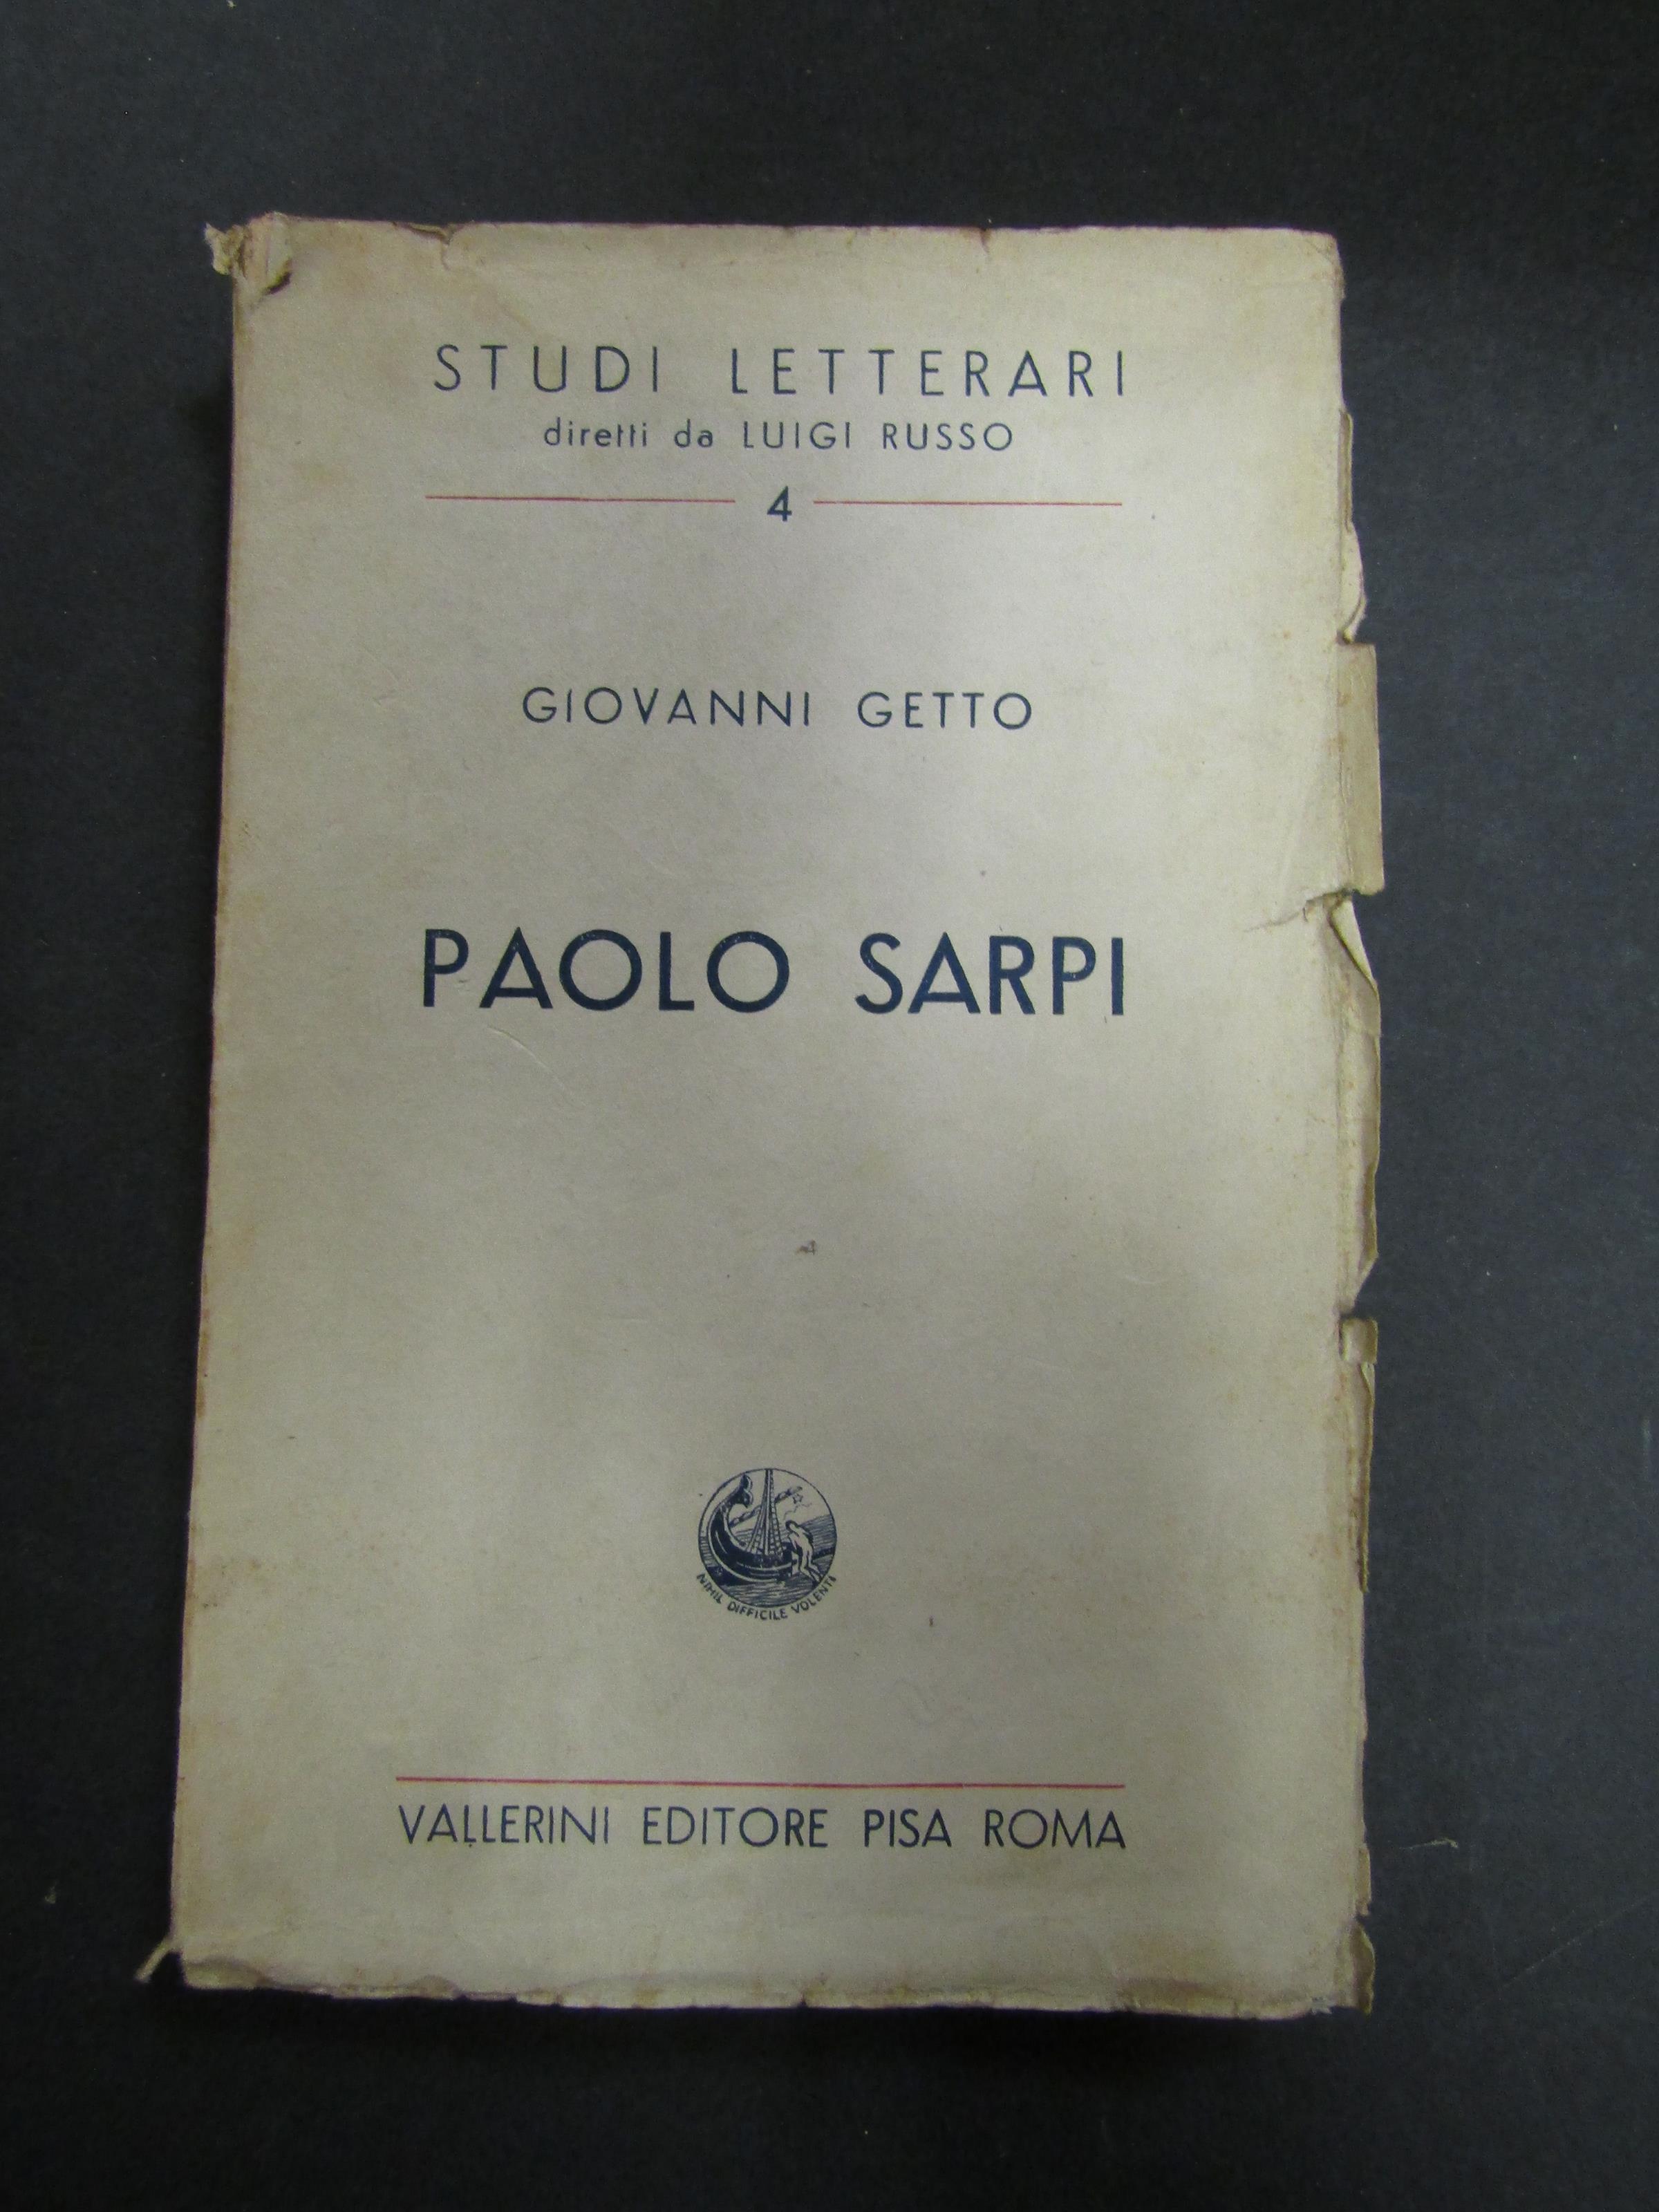 STUDI LETTERARI
diretti da LUIGI RUSSO
4
GIOVANNI GETTO
PAOLO SARPI
NIHIL DIFFICILE VOLENTI
VALLERINI EDITORE PISA ROMA